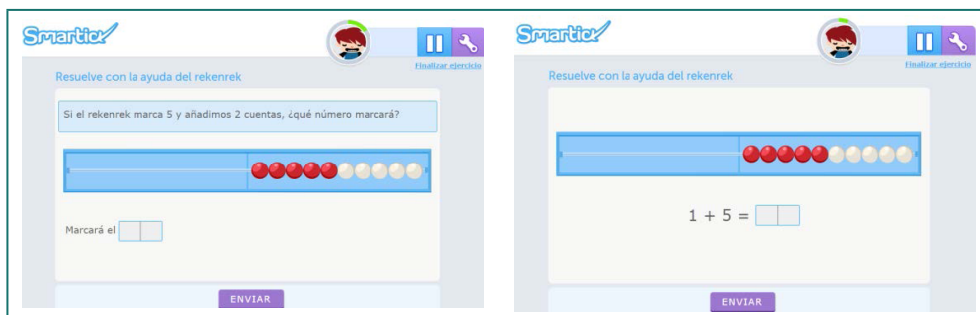 Smartick
Finalizar ejercicio
Resuelve con la ayuda del rekenrek
Si el rekenrek marca 5 y añadimos 2 cuentas, ¿qué número marcará?
Marcará el
ENVIAR
Smartick
Finalizar ejercicio
Resuelve con la ayuda del rekenrek
1 + 5 =
ENVIAR